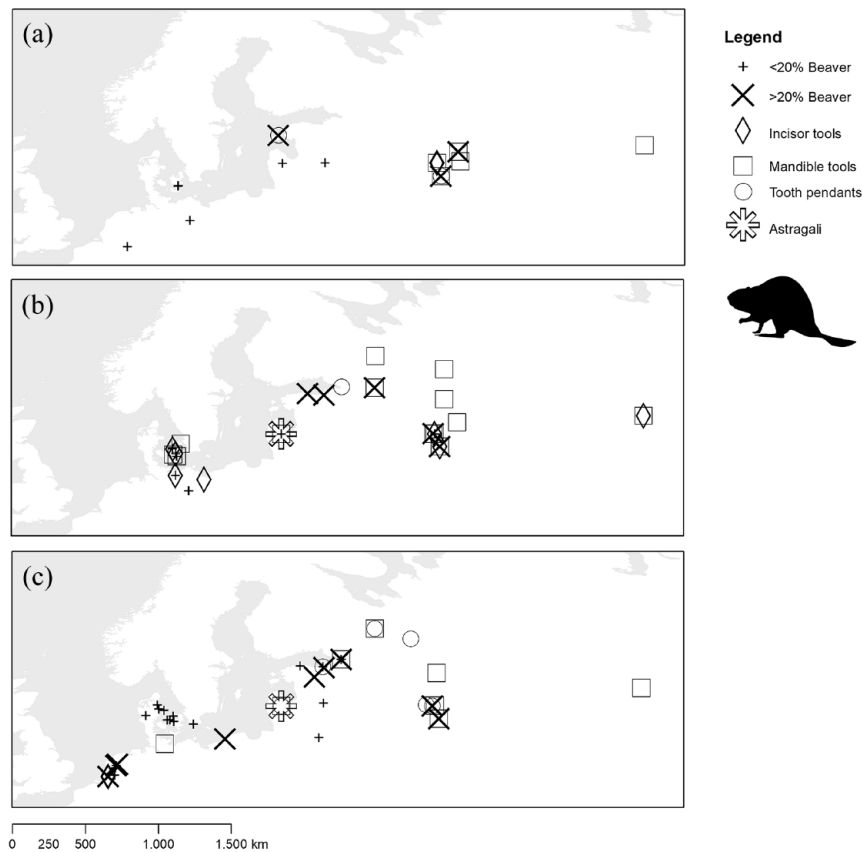 (a)
Legend
<20% Beaver
>20% Beaver
Incisor tools
Mandible tools
Tooth pendants
Astragali
(b)
(c)
0 250 500 1.000 1.500 km